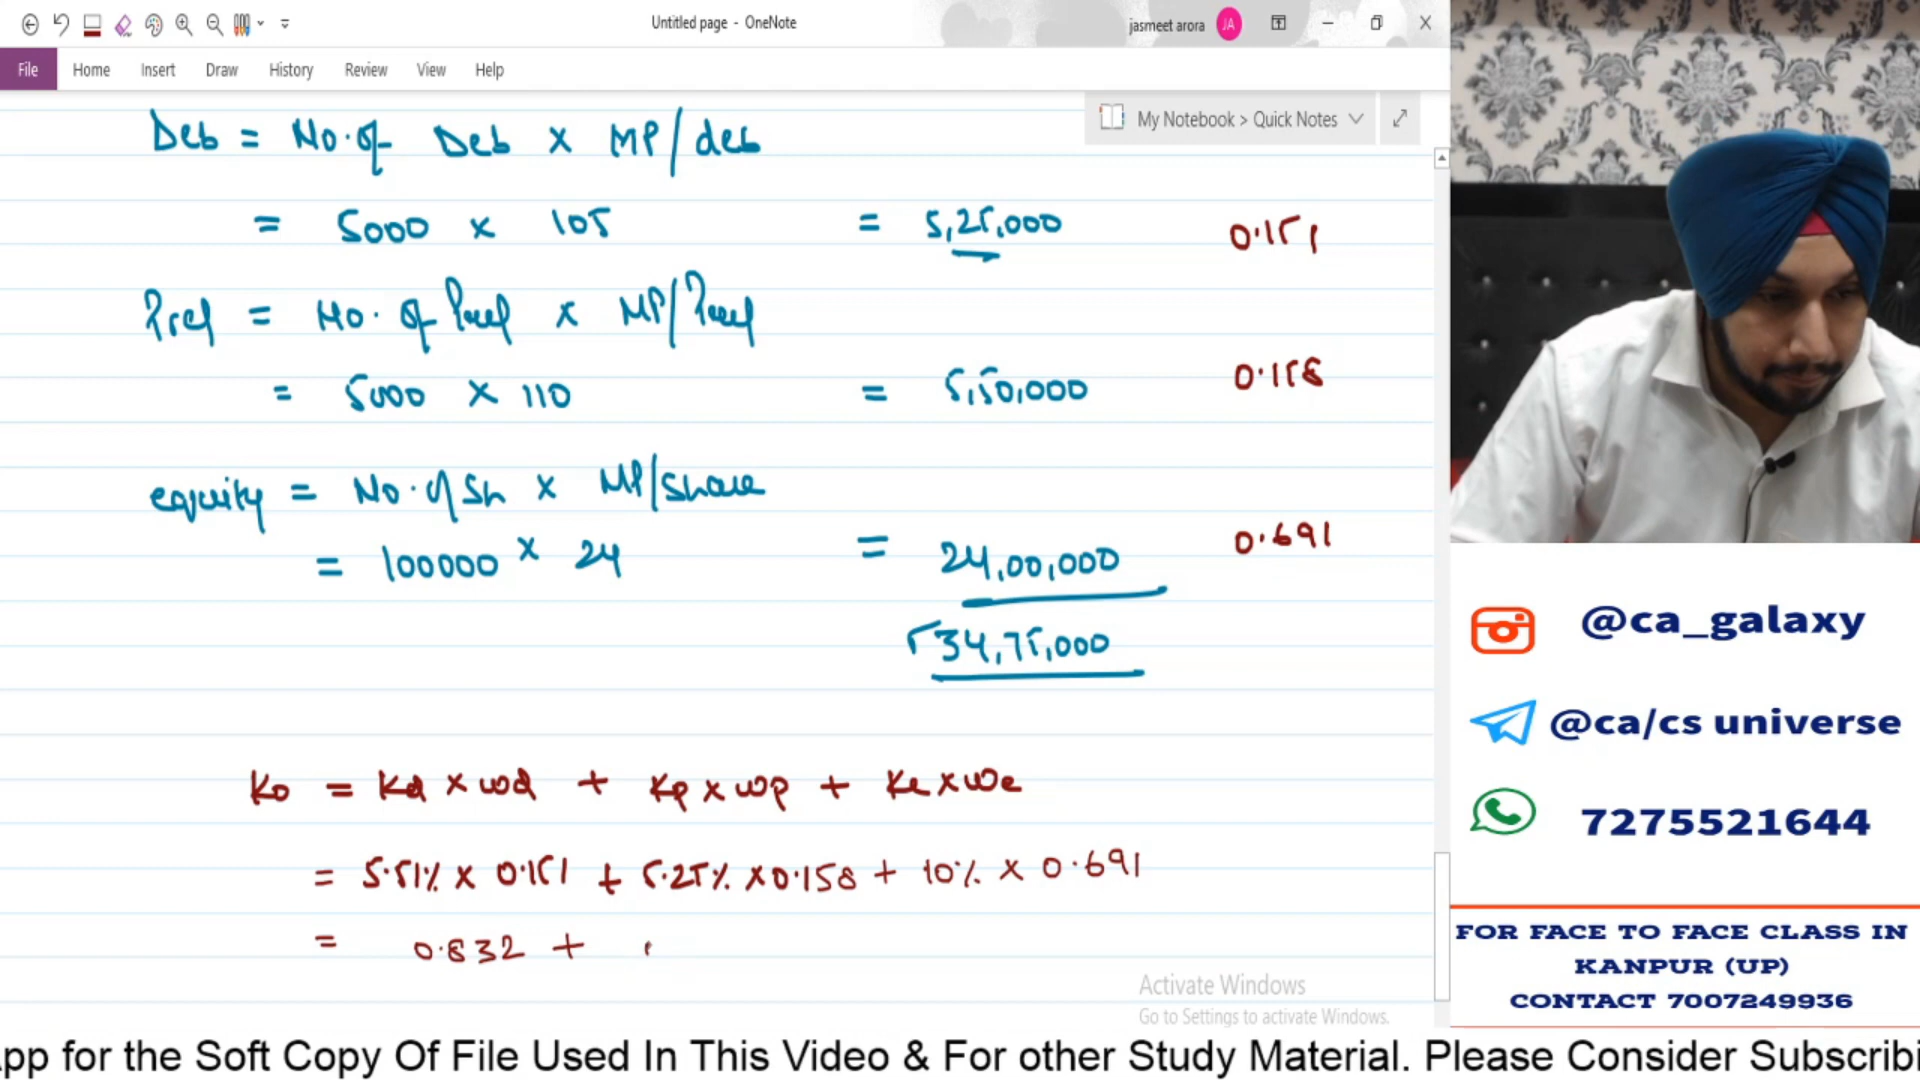 Untitled page - OneNote
jasmeet arora JA
File Home Insert Draw History Review View Help
My Notebook > Quick Notes
Deb = No. of Deb x MP/deb
= 5000 x 105 = 5,25,000 0.151
Pref = No. of Pref x MP/Pref
= 5000 x 110 = 5,50,000 0.158
equity = No. of Sh x MP/share
= 100000 x 24 = 24,00,000 0.691
34,75,000
Ko = Kd x wd + Kp x wp + Ke x we
= 5.51% x 0.151 + 5.25% x 0.158 + 10% x 0.691
= 0.832 +
@ca_galaxy
@ca/cs universe
7275521644
FOR FACE TO FACE CLASS IN
KANPUR (UP)
CONTACT 7007249936
Activate Windows
Go to Settings to activate Windows.
App for the Soft Copy Of File Used In This Video & For other Study Material. Please Consider Subscribi